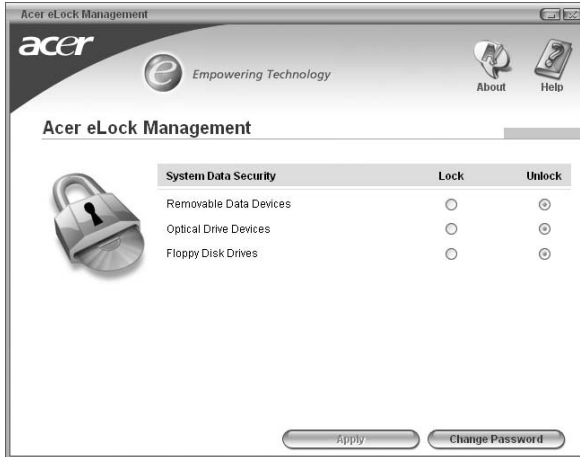 Acer eLock Management
acer
e Empowering Technology
About Help
Acer eLock Management
System Data Security Lock Unlock
Removable Data Devices
Optical Drive Devices
Floppy Disk Drives
Apply Change Password